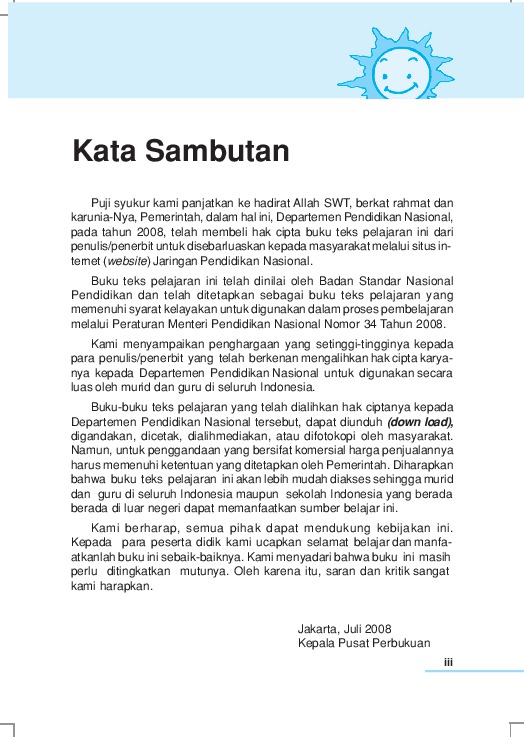 Kata Sambutan
Puji syukur kami panjatkan ke hadirat Allah SWT, berkat rahmat dan
karunia-Nya, Pemerintah, dalam hal ini, Departemen Pendidikan Nasional,
pada tahun 2008, telah membeli hak cipta buku teks pelajaran ini dari
penulis/penerbit untuk disebarluaskan kepada masyarakat melalui situs in-
ternet (website) Jaringan Pendidikan Nasional.
Buku teks pelajaran ini telah dinilai oleh Badan Standar Nasional
Pendidikan dan telah ditetapkan sebagai buku teks pelajaran yang
memenuhi syarat kelayakan untuk digunakan dalam proses pembelajaran
melalui Peraturan Menteri Pendidikan Nasional Nomor 34 Tahun 2008.
Kami menyampaikan penghargaan yang setinggi-tingginya kepada
para penulis/penerbit yang telah berkenan mengalihkan hak cipta karya-
nya kepada Departemen Pendidikan Nasional untuk digunakan secara
luas oleh murid dan guru di seluruh Indonesia.
Buku-buku teks pelajaran yang telah dialihkan hak ciptanya kepada
Departemen Pendidikan Nasional tersebut, dapat diunduh (down load),
digandakan, dicetak, dialihmediakan, atau difotokopi oleh masyarakat.
Namun, untuk penggandaan yang bersifat komersial harga penjualannya
harus memenuhi ketentuan yang ditetapkan oleh Pemerintah. Diharapkan
bahwa buku teks pelajaran ini akan lebih mudah diakses sehingga murid
dan guru di seluruh Indonesia maupun sekolah Indonesia yang berada
berada di luar negeri dapat memanfaatkan sumber belajar ini.
Kami berharap, semua pihak dapat mendukung kebijakan ini.
Kepada para peserta didik kami ucapkan selamat belajar dan manfa-
atkanlah buku ini sebaik-baiknya. Kami menyadari bahwa buku ini masih
perlu ditingkatkan mutunya. Oleh karena itu, saran dan kritik sangat
kami harapkan.
Jakarta, Juli 2008
Kepala Pusat Perbukuan
iii